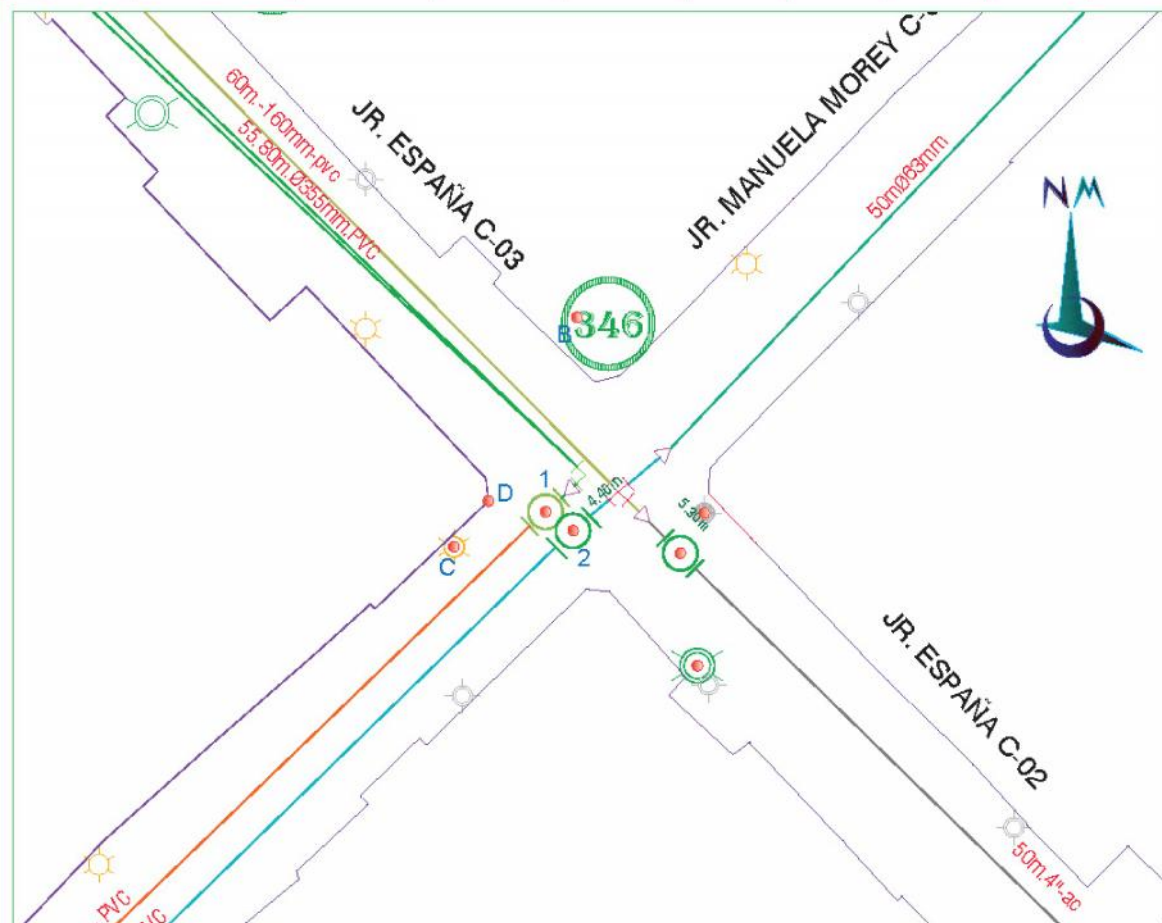 60m.-160mm-pvc
55.80m.Ø355mm.PVC
JR. ESPAÑA C-03
JR. MANUELA MOREY C-
50mØ63mm
NM
346
B
1
4.40m
5.30m
D
2
C
JR. ESPAÑA C-02
50m.4"-ac
PVC
VC